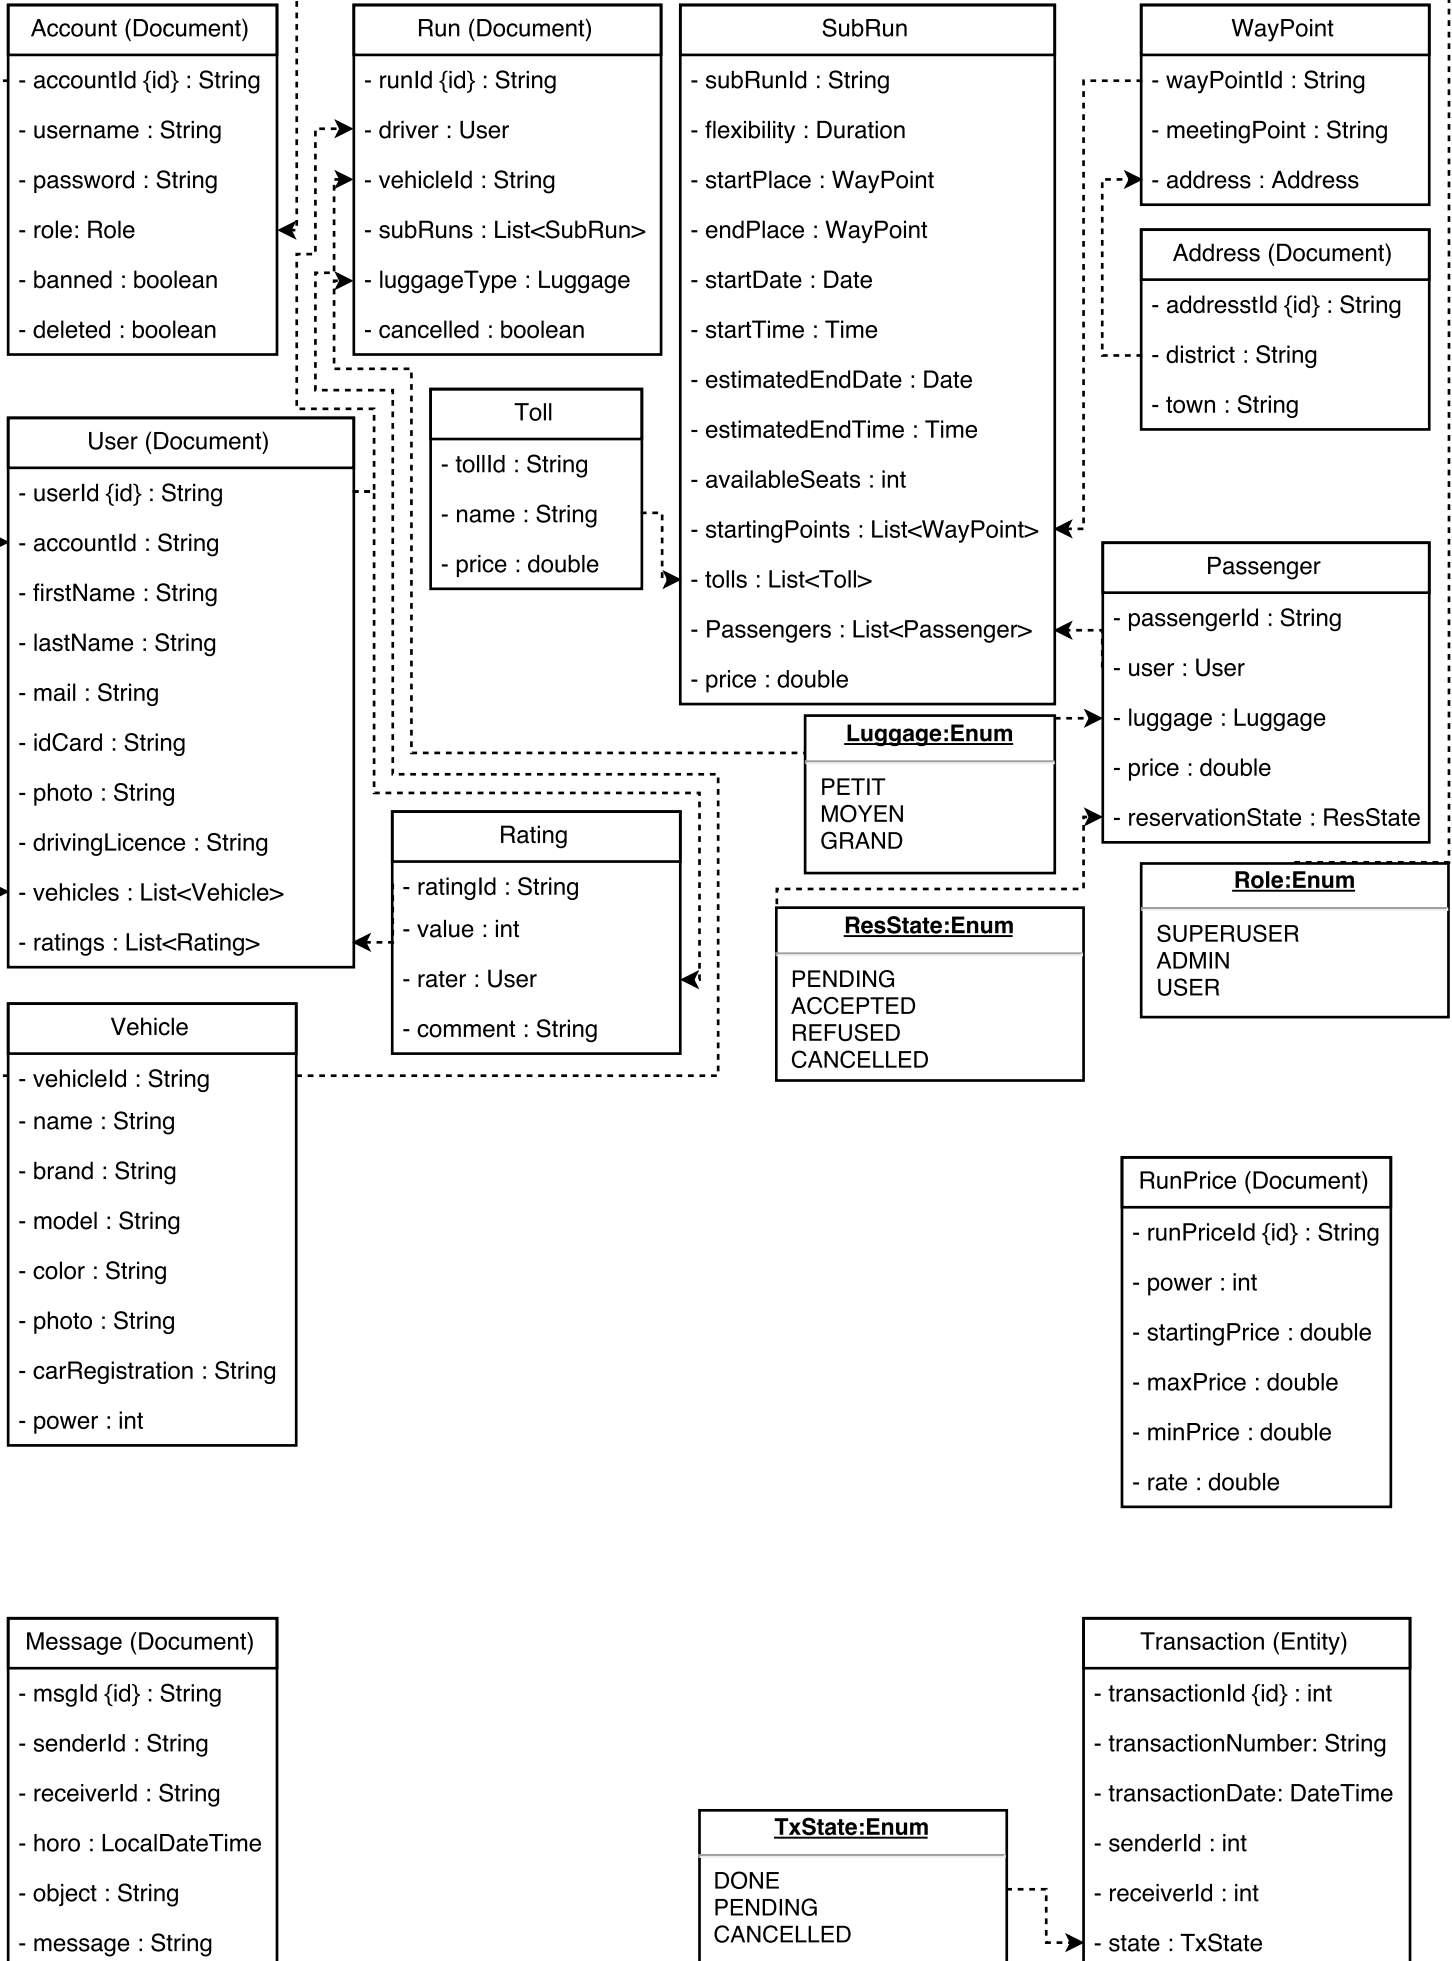 Account (Document)
- accountId {id} : String
- username : String
- password : String
- role: Role
- banned : boolean
- deleted : boolean
Run (Document)
- runId {id} : String
- driver : User
- vehicleId : String
- subRuns : List<SubRun>
- luggageType : Luggage
- cancelled : boolean
SubRun
- subRunId : String
- flexibility : Duration
- startPlace : WayPoint
- endPlace : WayPoint
- startDate : Date
- startTime : Time
- estimatedEndDate : Date
- estimatedEndTime : Time
- availableSeats : int
- startingPoints : List<WayPoint>
- tolls : List<Toll>
- Passengers : List<Passenger>
- price : double
WayPoint
- wayPointId : String
- meetingPoint : String
- address : Address
Address (Document)
- addresstId {id} : String
- district : String
- town : String
Toll
- tollId : String
- name : String
- price : double
User (Document)
- userId {id} : String
- accountId : String
- firstName : String
- lastName : String
- mail : String
- idCard : String
- photo : String
- drivingLicence : String
- vehicles : List<Vehicle>
- ratings : List<Rating>
Passenger
- passengerId : String
- user : User
- luggage : Luggage
- price : double
- reservationState : ResState
Luggage:Enum
PETIT
MOYEN
GRAND
Rating
- ratingId : String
- value : int
- rater : User
- comment : String
ResState:Enum
PENDING
ACCEPTED
REFUSED
CANCELLED
Role:Enum
SUPERUSER
ADMIN
USER
Vehicle
- vehicleId : String
- name : String
- brand : String
- model : String
- color : String
- photo : String
- carRegistration : String
- power : int
RunPrice (Document)
- runPriceId {id} : String
- power : int
- startingPrice : double
- maxPrice : double
- minPrice : double
- rate : double
Message (Document)
- msgId {id} : String
- senderId : String
- receiverId : String
- horo : LocalDateTime
- object : String
- message : String
TxState:Enum
DONE
PENDING
CANCELLED
Transaction (Entity)
- transactionId {id} : int
- transactionNumber: String
- transactionDate: DateTime
- senderId : int
- receiverId : int
- state : TxState